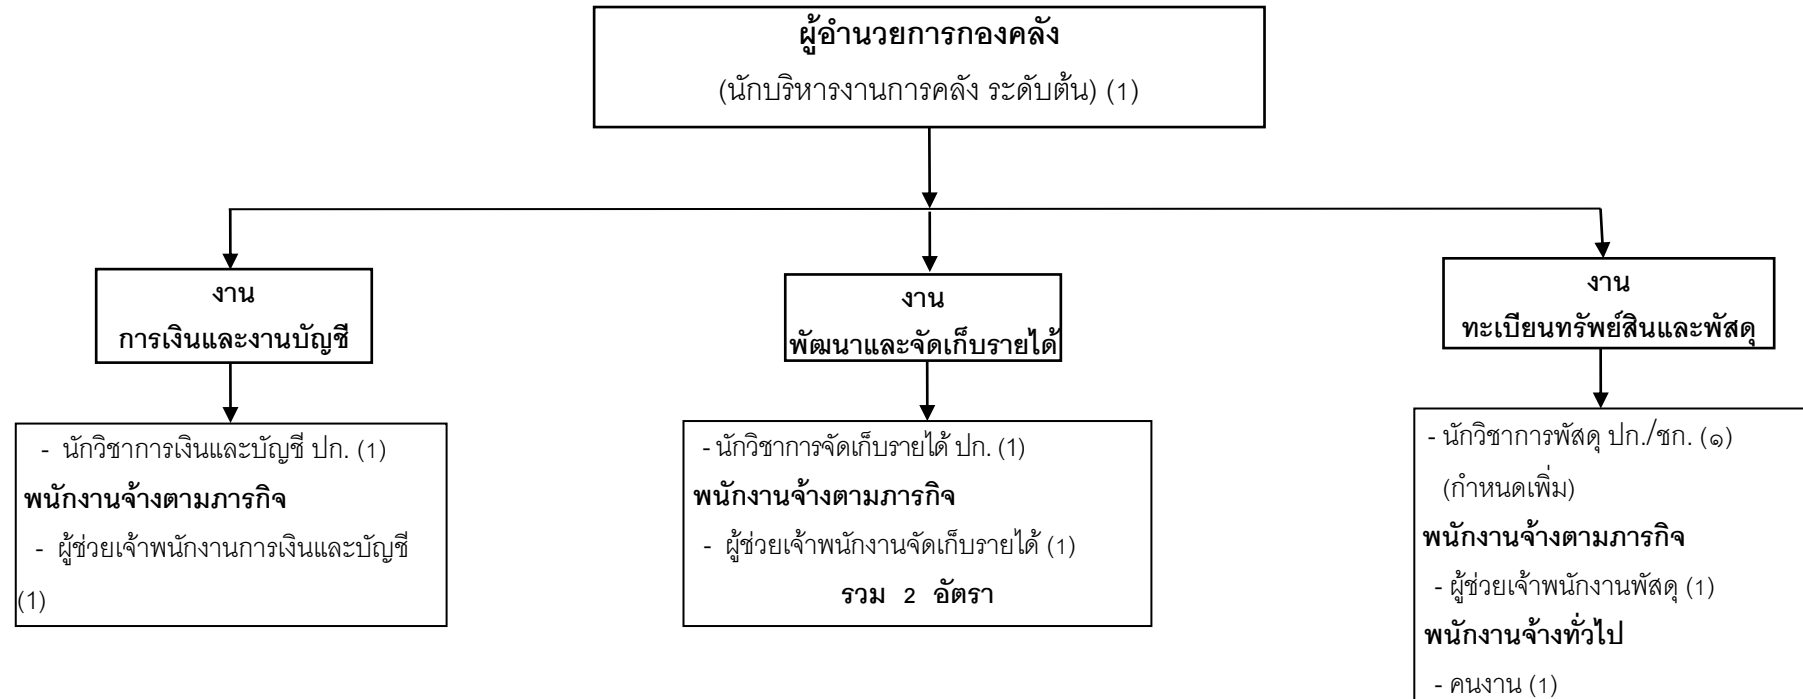 ผู้อำนวยการกองคลัง
(นักบริหารงานการคลัง ระดับต้น) (1)
งาน
การเงินและงานบัญชี
งาน
พัฒนาและจัดเก็บรายได้
งาน
ทะเบียนทรัพย์สินและพัสดุ
- นักวิชาการเงินและบัญชี ปก. (1)
พนักงานจ้างตามภารกิจ
- ผู้ช่วยเจ้าพนักงานการเงินและบัญชี
(1)
- นักวิชาการจัดเก็บรายได้ ปก. (1)
พนักงานจ้างตามภารกิจ
- ผู้ช่วยเจ้าพนักงานจัดเก็บรายได้ (1)
รวม 2 อัตรา
- นักวิชาการพัสดุ ปก./ชก. (๑)
(กำหนดเพิ่ม)
พนักงานจ้างตามภารกิจ
- ผู้ช่วยเจ้าพนักงานพัสดุ (1)
พนักงานจ้างทั่วไป
- คนงาน (1)